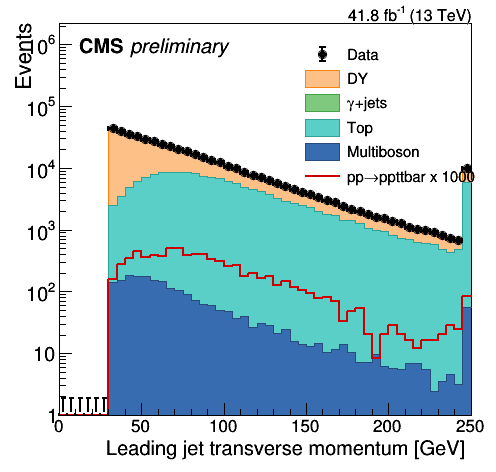 41.8 fb⁻¹ (13 TeV)
Events
CMS preliminary
Data
DY
γ+jets
Top
Multiboson
pp→ppttbar x 1000
10⁶
10⁵
10⁴
10³
10²
10
1
0 50 100 150 200 250
Leading jet transverse momentum [GeV]